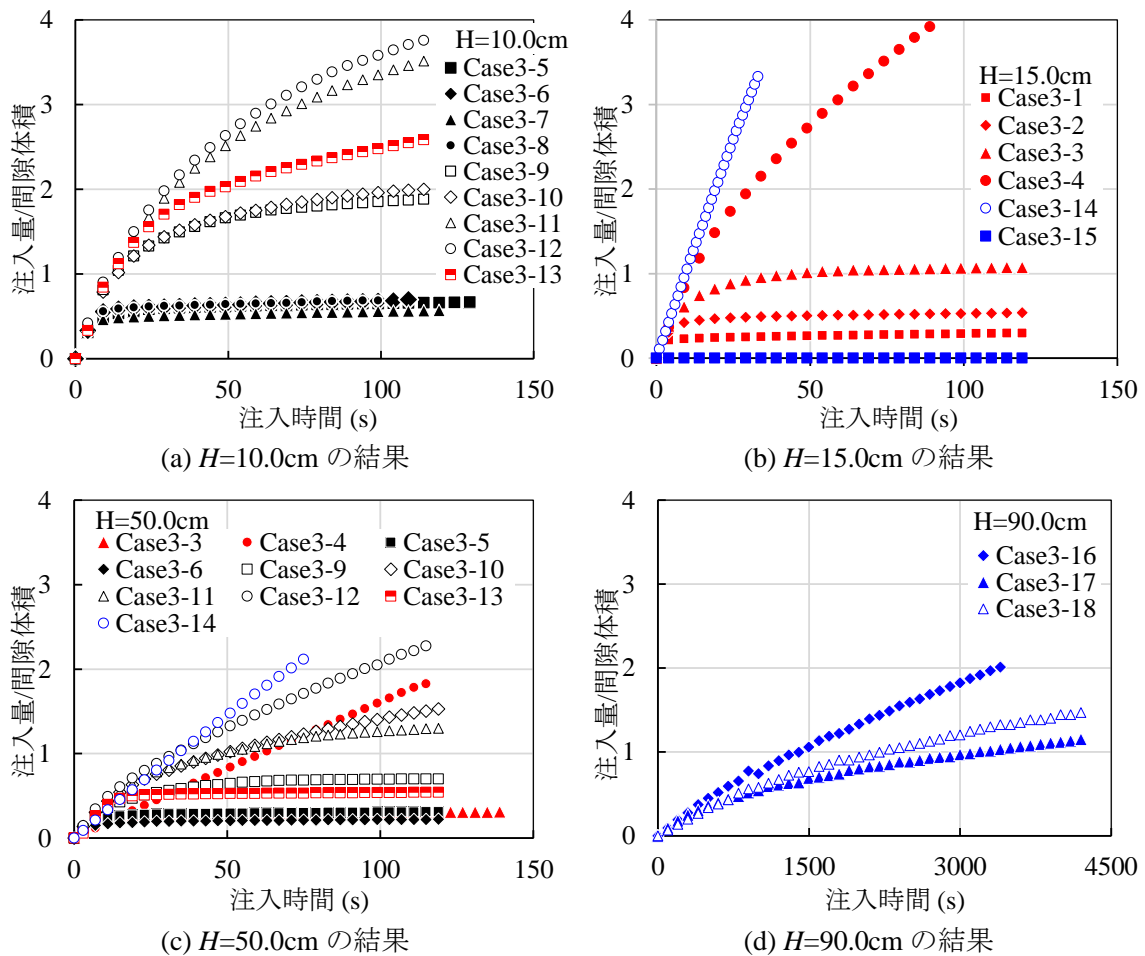 4
3
2
1
0
0
50
100
150
注入量/間隙体積
注入時間 (s)
H=10.0cm
Case3-5
Case3-6
Case3-7
Case3-8
Case3-9
Case3-10
Case3-11
Case3-12
Case3-13
(a) H=10.0cm の結果
4
3
2
1
0
0
50
100
150
注入量/間隙体積
注入時間 (s)
H=15.0cm
Case3-1
Case3-2
Case3-3
Case3-4
Case3-14
Case3-15
(b) H=15.0cm の結果
4
3
2
1
0
0
50
100
150
注入量/間隙体積
注入時間 (s)
H=50.0cm
Case3-3 Case3-4 Case3-5
Case3-6 Case3-9 Case3-10
Case3-11 Case3-12 Case3-13
Case3-14
(c) H=50.0cm の結果
4
3
2
1
0
0
1500
3000
4500
注入量/間隙体積
注入時間 (s)
H=90.0cm
Case3-16
Case3-17
Case3-18
(d) H=90.0cm の結果